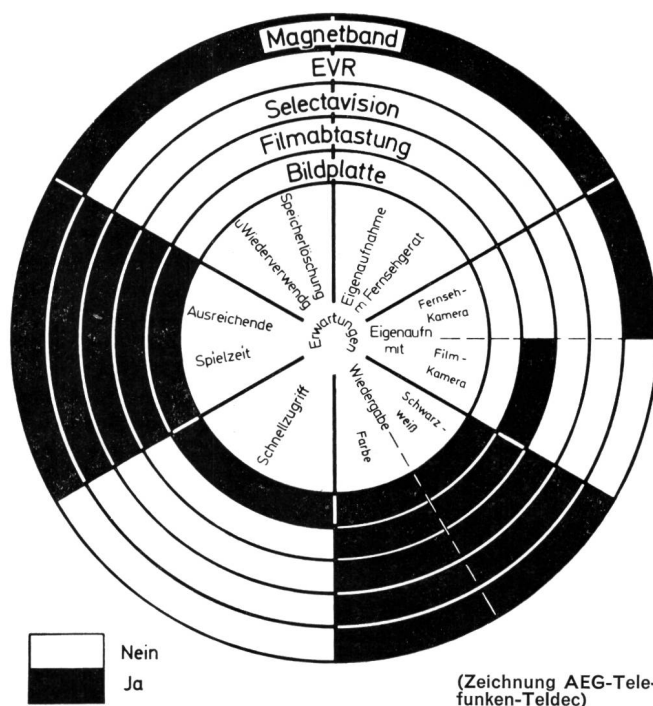 Magnetband
EVR
Selectavision
Filmabtastung
Bildplatte
Speicherlöschung
u Wiederverwendg
Eigenaufnahme
E Fernsehgerät
Ausreichende
Spielzeit
Erwartungen
Eigenaufn
mit
Fernseh-
Kamera
Film-
Kamera
Schnellzugriff
Wiedergabe
Farbe
Schwarz-
weiß
Nein
Ja
(Zeichnung AEG-Tele-
funken-Teldec)